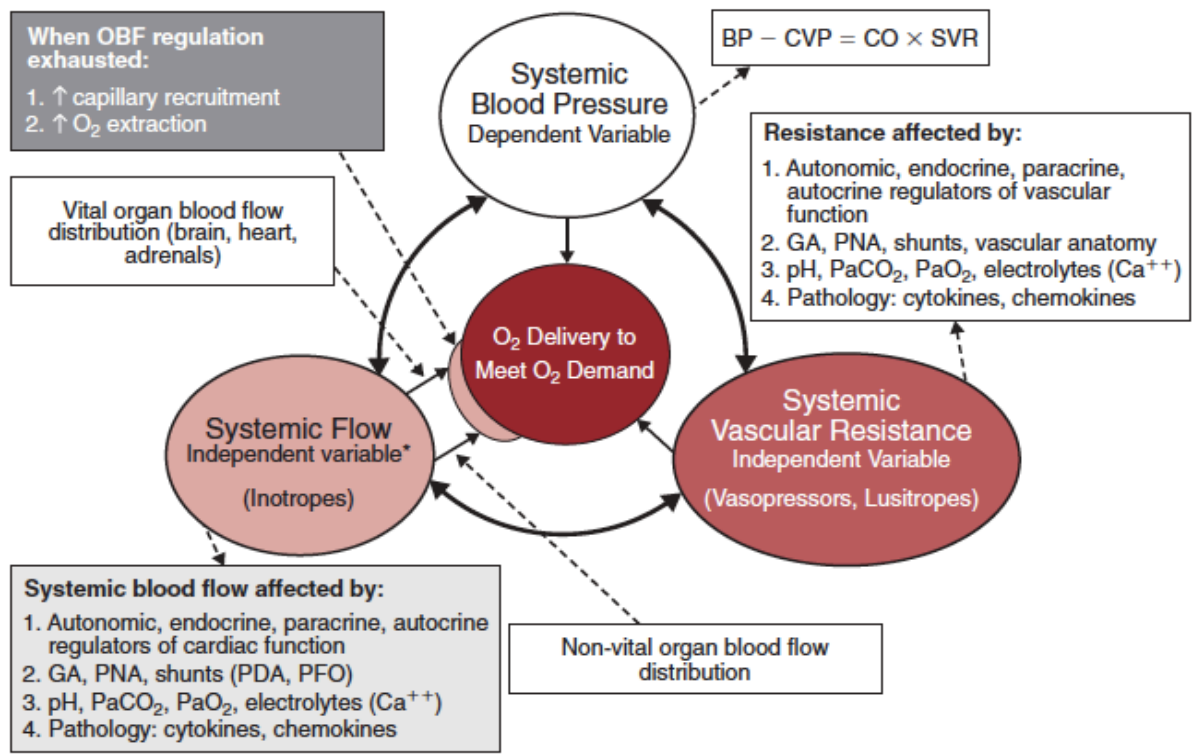 When OBF regulation
exhausted:
1. ↑ capillary recruitment
2. ↑ O₂ extraction
Systemic
Blood Pressure
Dependent Variable
BP − CVP = CO × SVR
Resistance affected by:
1. Autonomic, endocrine, paracrine,
autocrine regulators of vascular
function
2. GA, PNA, shunts, vascular anatomy
3. pH, PaCO₂, PaO₂, electrolytes (Ca⁺⁺)
4. Pathology: cytokines, chemokines
Vital organ blood flow
distribution (brain, heart,
adrenals)
O₂ Delivery to
Meet O₂ Demand
Systemic Flow
Independent variable*
(Inotropes)
Systemic
Vascular Resistance
Independent Variable
(Vasopressors, Lusitropes)
Systemic blood flow affected by:
1. Autonomic, endocrine, paracrine, autocrine
regulators of cardiac function
2. GA, PNA, shunts (PDA, PFO)
3. pH, PaCO₂, PaO₂, electrolytes (Ca⁺⁺)
4. Pathology: cytokines, chemokines
Non-vital organ blood flow
distribution